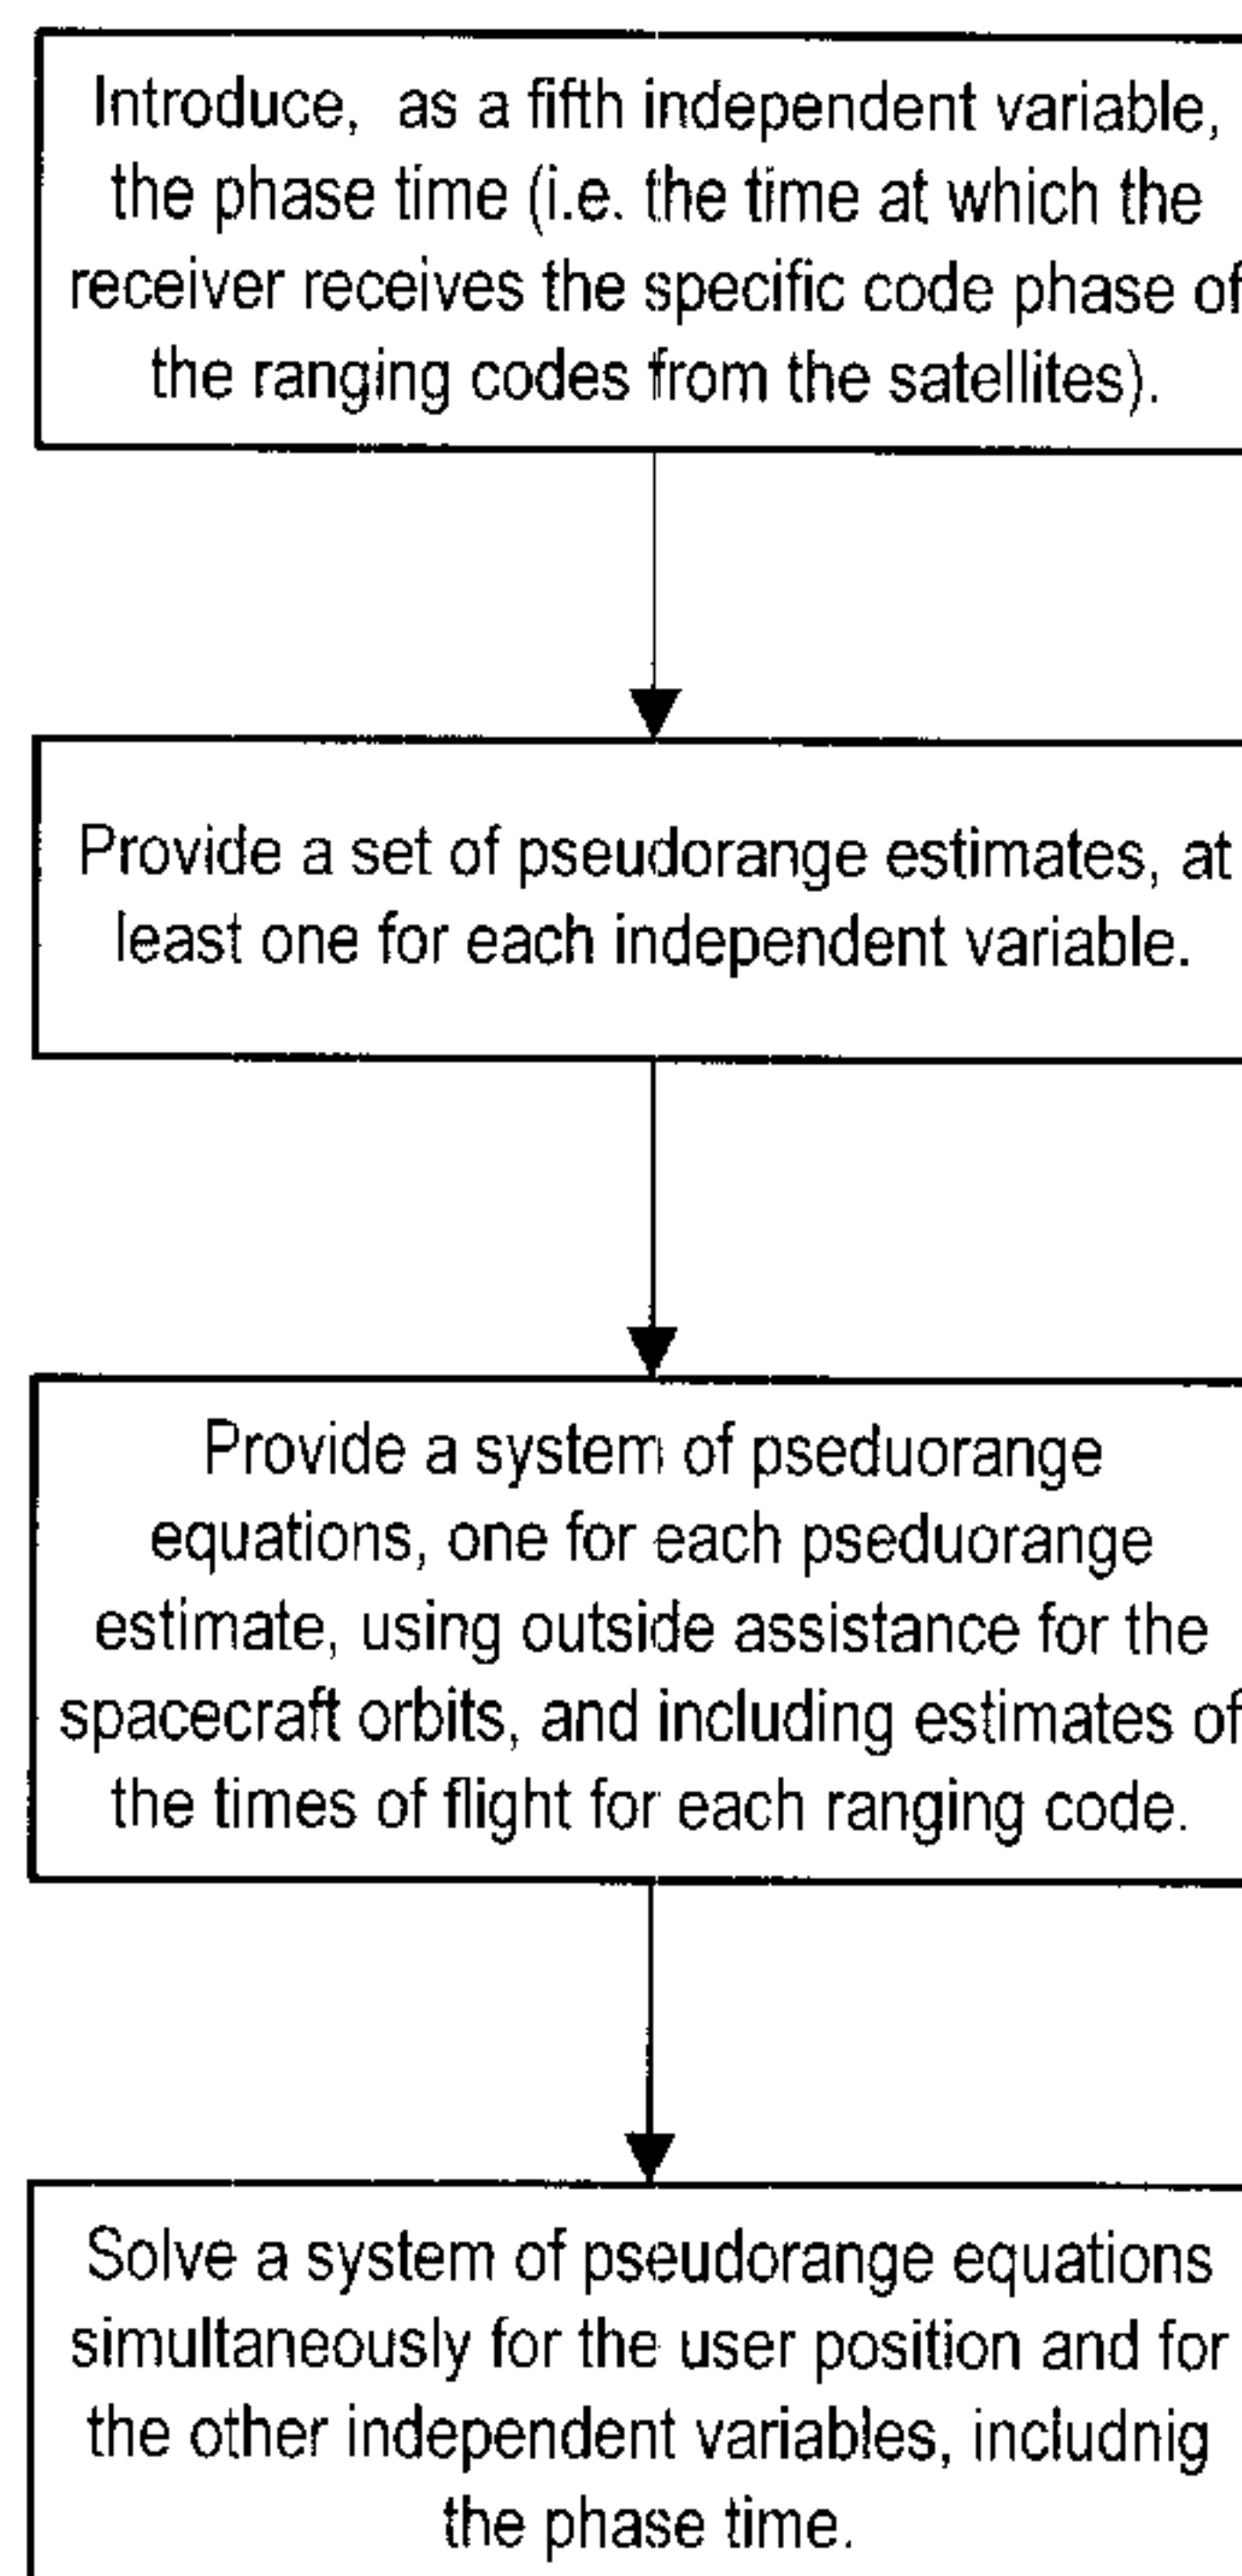 Introduce, as a fifth independent variable,
the phase time (i.e. the time at which the
receiver receives the specific code phase of
the ranging codes from the satellites).
Provide a set of pseudorange estimates, at
least one for each independent variable.
Provide a system of pseduorange
equations, one for each pseduorange
estimate, using outside assistance for the
spacecraft orbits, and including estimates of
the times of flight for each ranging code.
Solve a system of pseudorange equations
simultaneously for the user position and for
the other independent variables, includnig
the phase time.